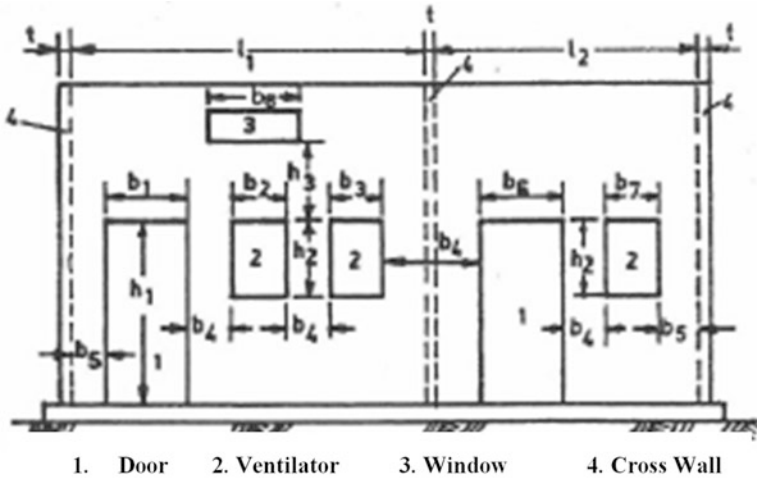 t
t l₁ l₂ t
4 4 4
b₈
3
h₃
b₁ b₂ b₃ b₆ b₇
h₁ 2 h₂ 2 b₄ h₂ 2
b₅ 1 b₄ b₄ 1 b₄ b₅
1. Door 2. Ventilator 3. Window 4. Cross Wall